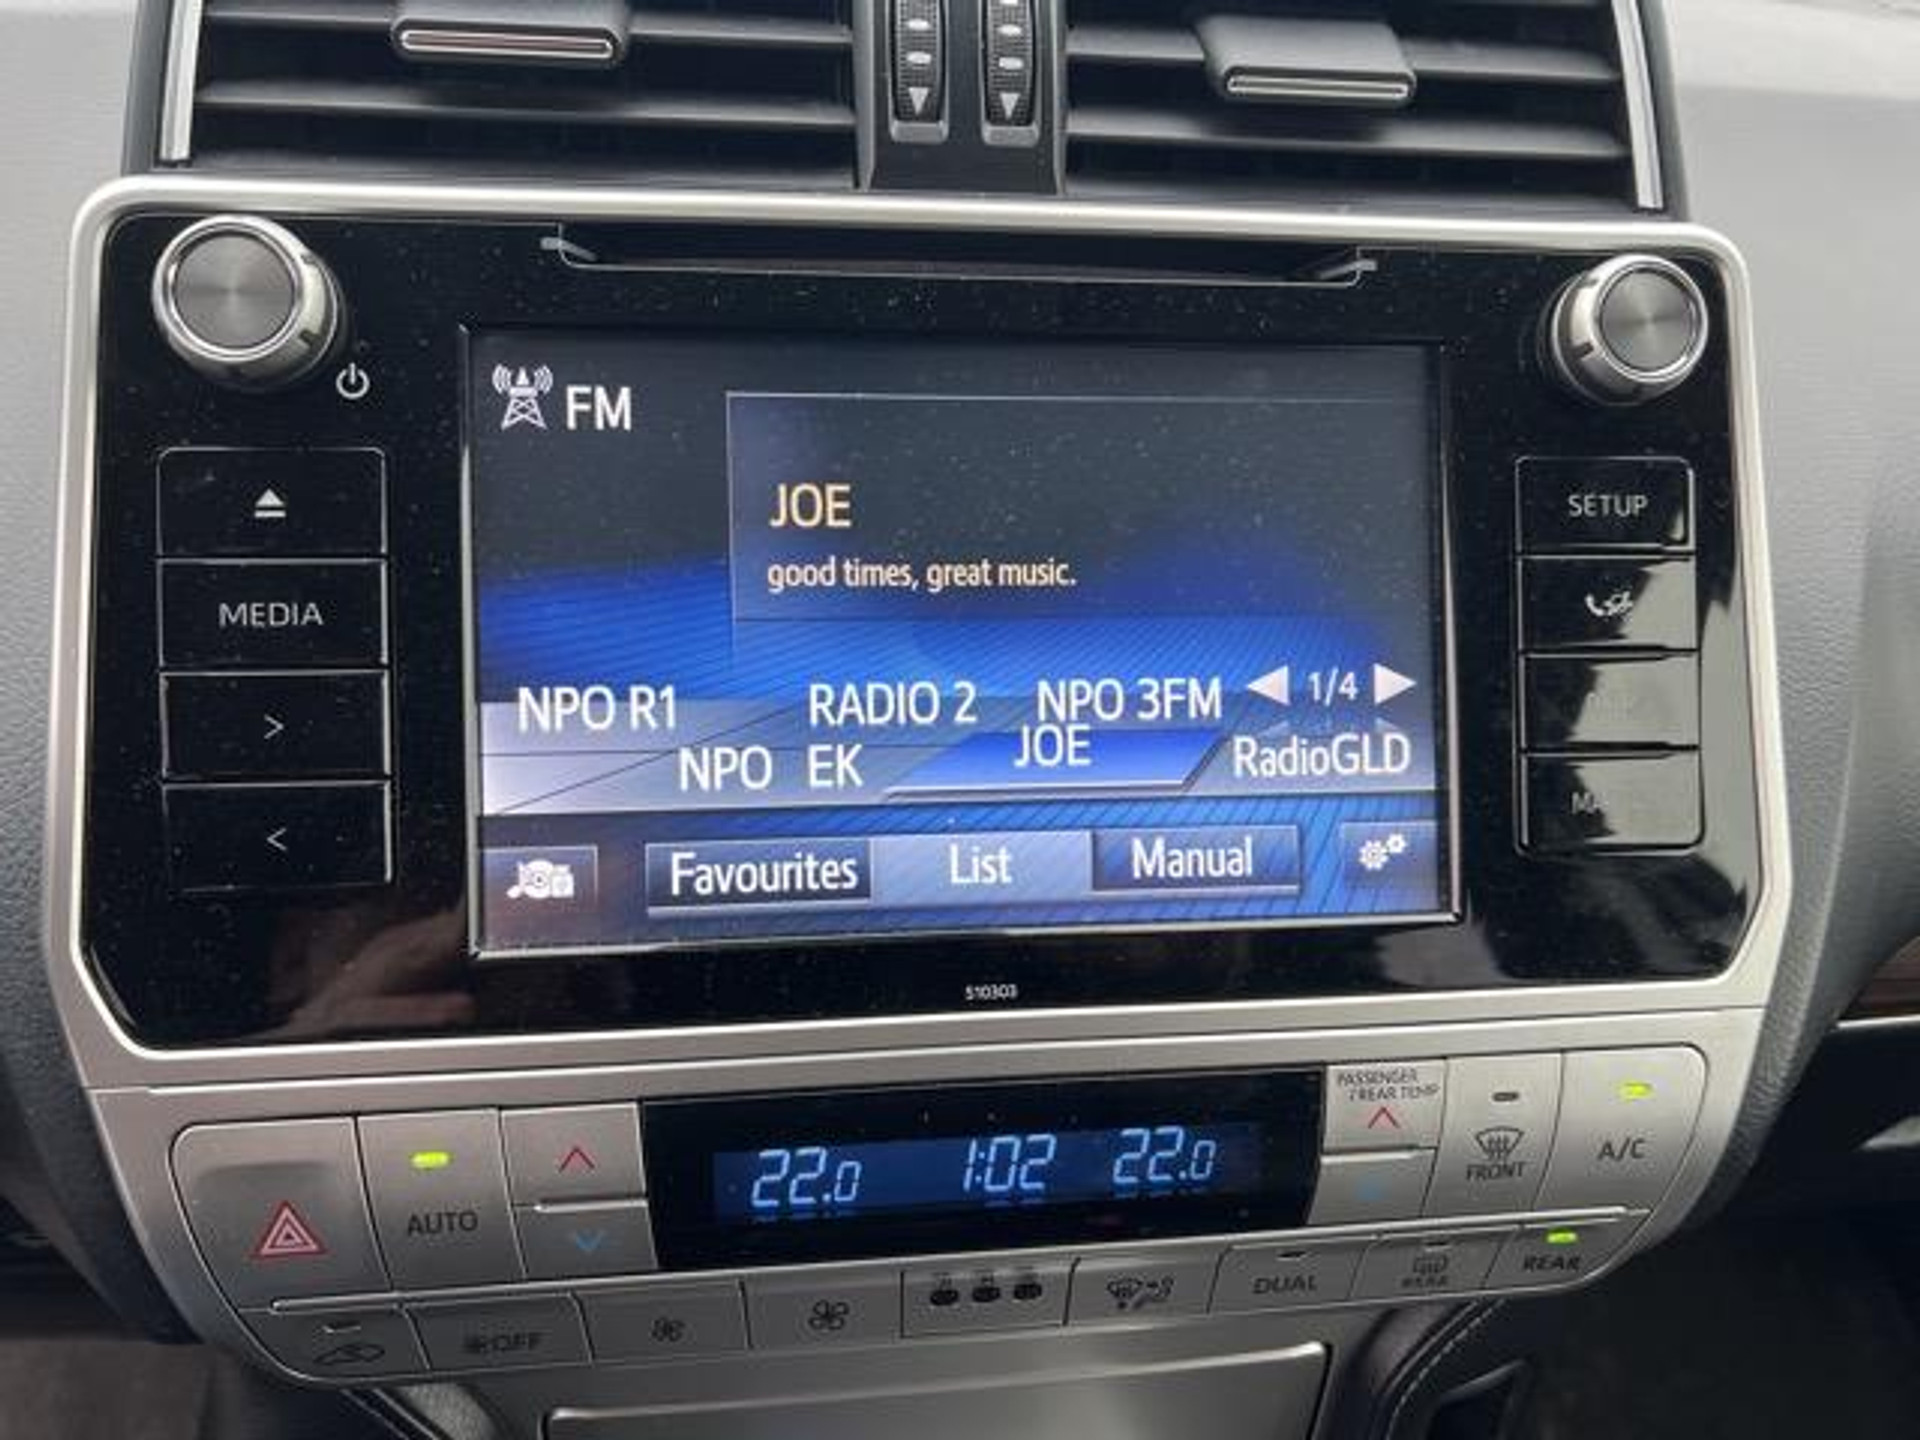 FM
JOE
good times, great music.
NPO R1 RADIO 2 NPO 3FM 1/4
NPO EK JOE RadioGLD
Favourites List Manual
MEDIA
>
<
SETUP
510303
PASSENGER
/REAR TEMP
22.0 1:02 22.0
AUTO
FRONT
A/C
OFF
DUAL
REAR
REAR